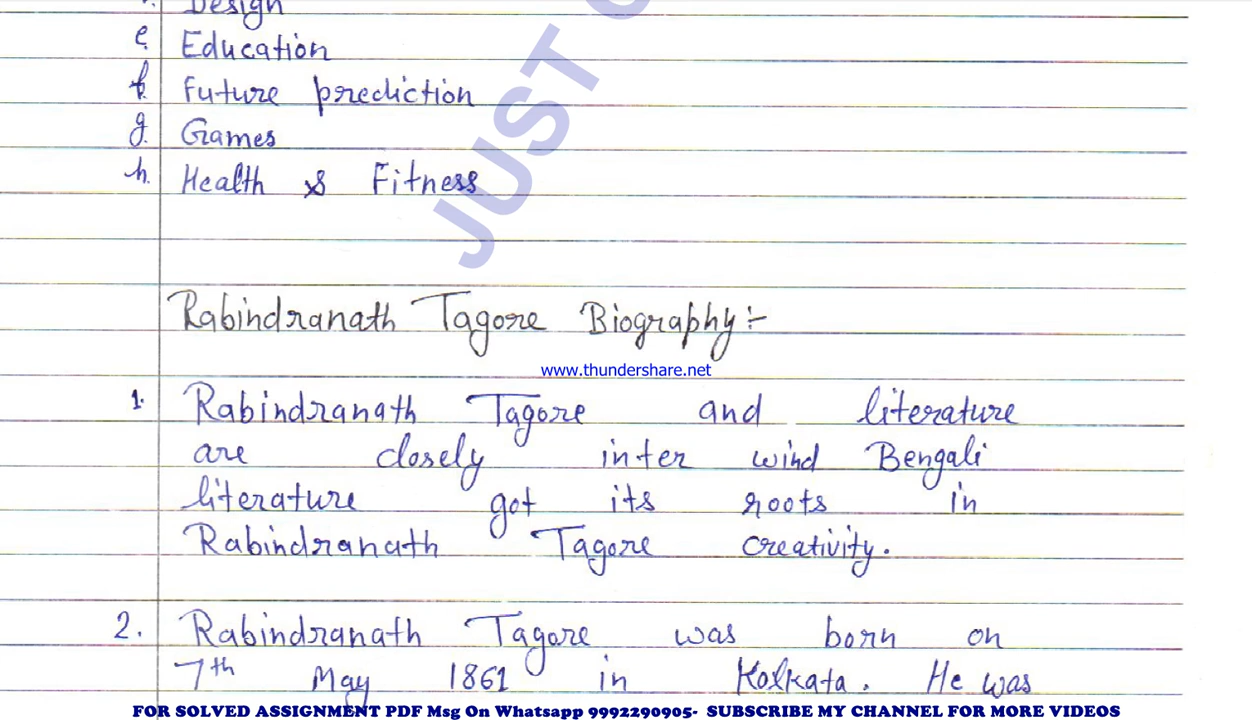 Design
e. Education
f. Future prediction
g. Games
h. Health & Fitness
JUST
Rabindranath Tagore Biography :-
www.thundershare.net
1. Rabindranath Tagore and literature
are closely inter wind Bengali
literature got its roots in
Rabindranath Tagore creativity.
2. Rabindranath Tagore was born on
7th May 1861 in Kolkata. He was
FOR SOLVED ASSIGNMENT PDF Msg On Whatsapp 9992290905- SUBSCRIBE MY CHANNEL FOR MORE VIDEOS